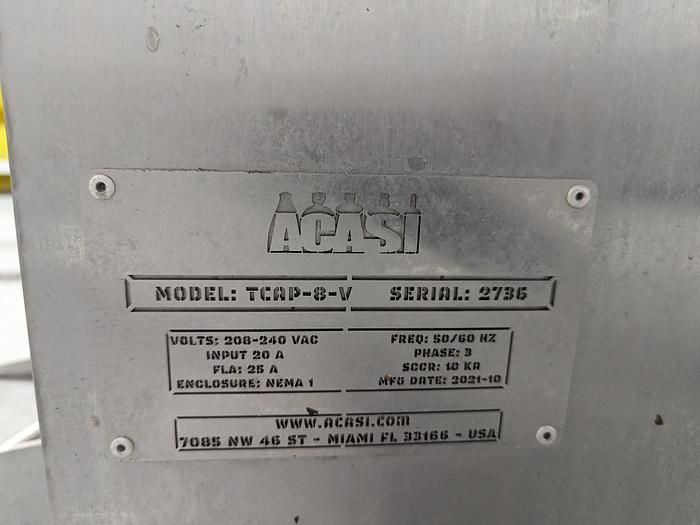 ACASI
MODEL: TCAP-8-V SERIAL: 2736
VOLTS: 208-240 VAC FREQ: 50/60 HZ
INPUT 20 A PHASE: 3
FLA: 25 A SCCR: 10 KA
ENCLOSURE: NEMA 1 MFG DATE: 2021-10
WWW.ACASI.COM
7085 NW 46 ST - MIAMI FL 33166 - USA